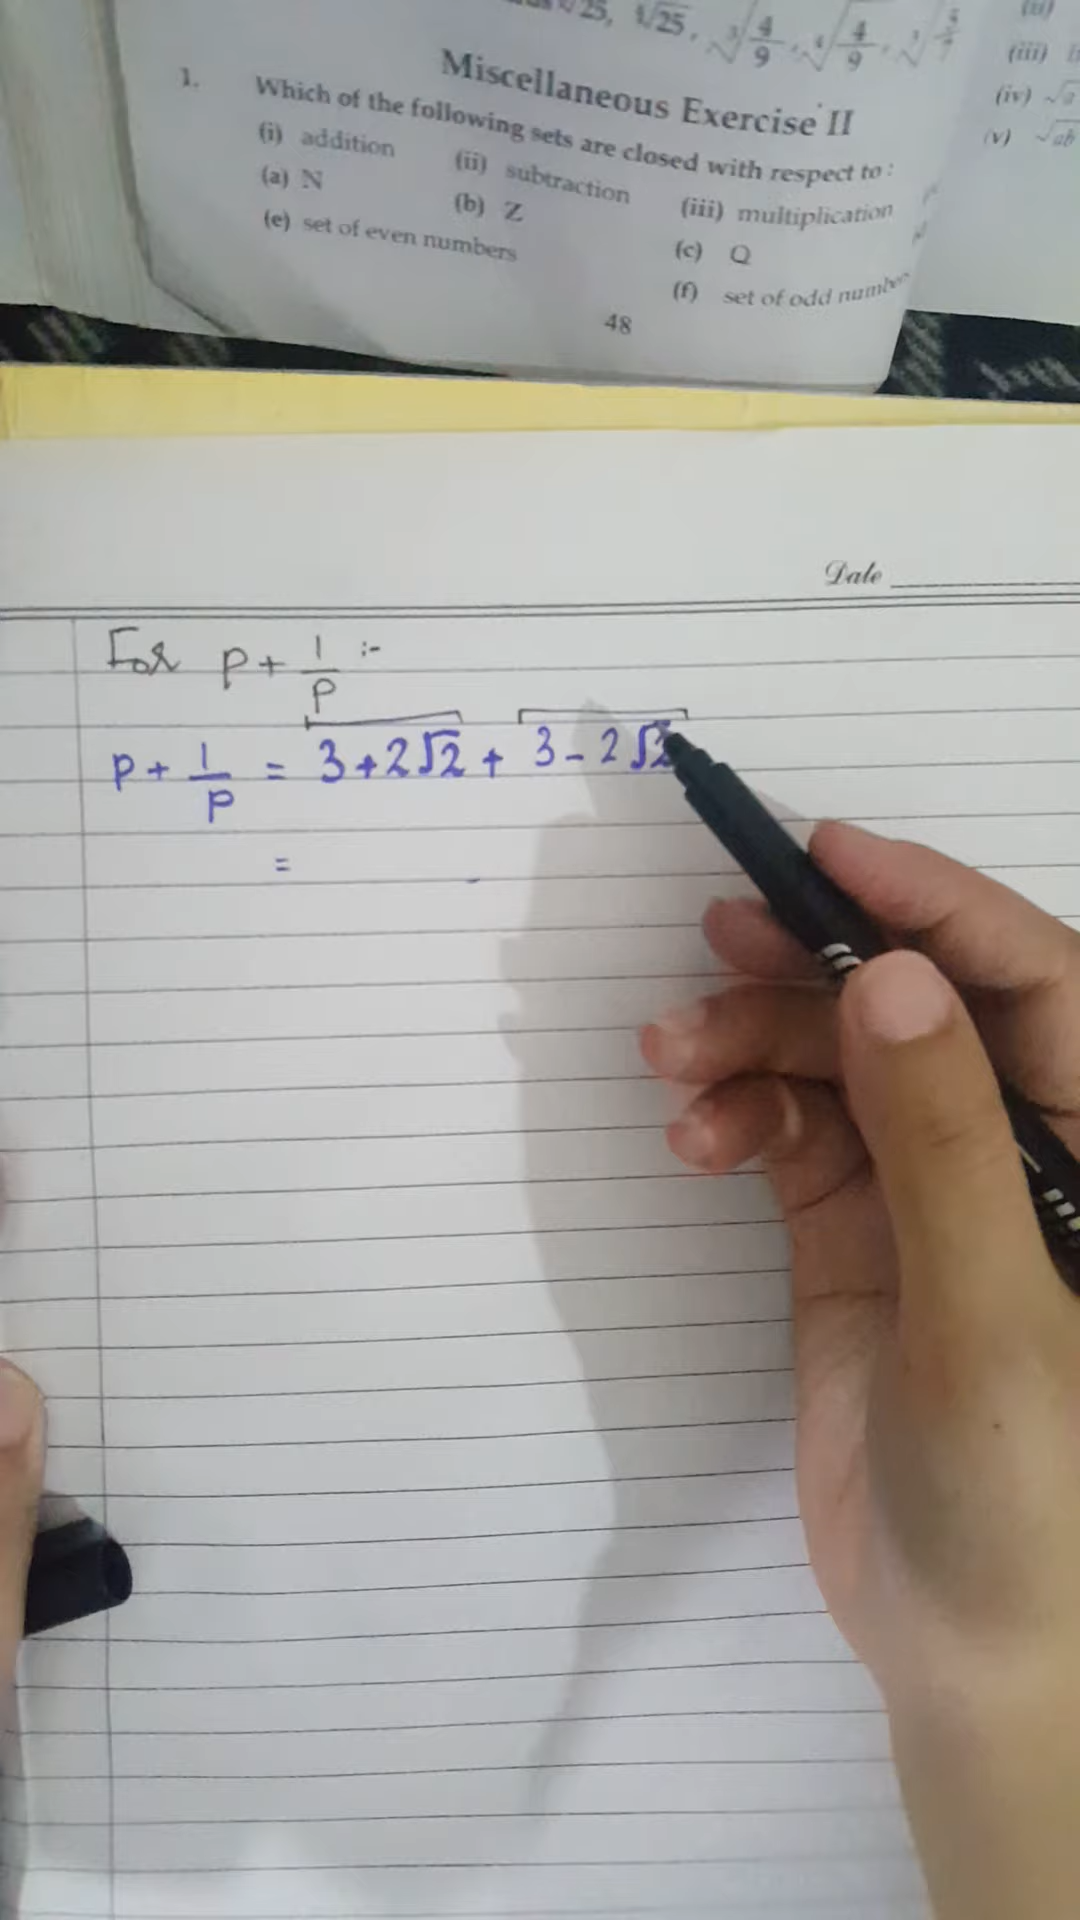 √25, ∜25, ∛4/9, ∜4/9,
Miscellaneous Exercise II
1. Which of the following sets are closed with respect to :
(i) addition (ii) subtraction (iii) multiplication
(a) N (b) Z (c) Q
(e) set of even numbers (f) set of odd number
48
(iii)
(iv) √a
(v) √ab
Date
For p + 1/p :-
p + 1/p = 3 + 2√2 + 3 - 2√2
=